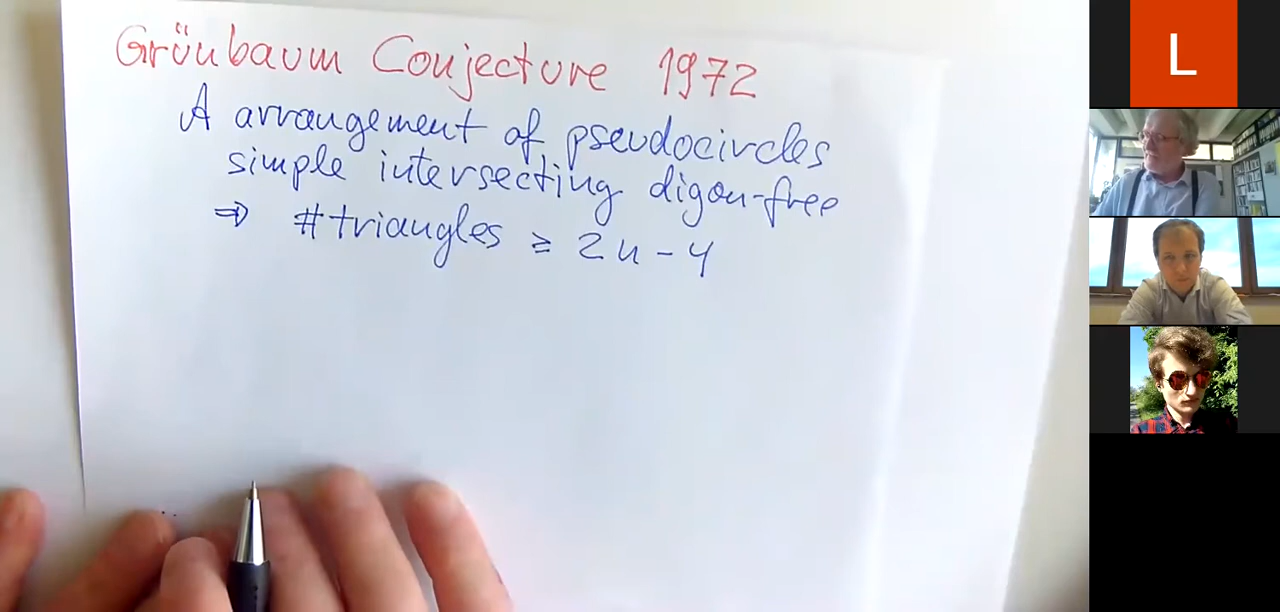 Grünbaum Conjecture 1972
A arrangement of pseudocircles
simple intersecting digon-free
⇒ #triangles ≥ 2n - 4
L